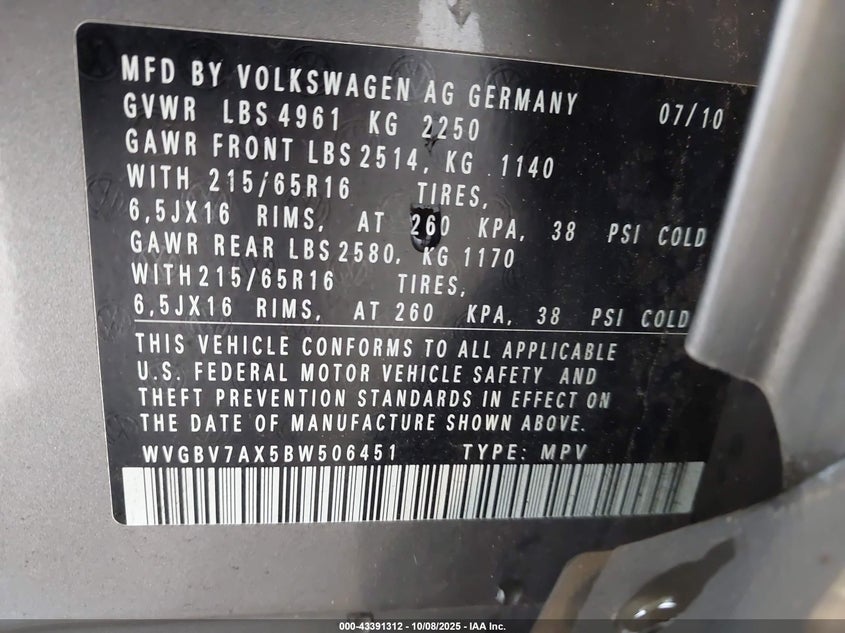 MFD BY VOLKSWAGEN AG GERMANY 07/10
GVWR LBS 4961 KG 2250
GAWR FRONT LBS 2514, KG 1140
WITH 215/65R16 TIRES,
6,5JX16 RIMS, AT 260 KPA, 38 PSI COLD
GAWR REAR LBS 2580, KG 1170
WITH 215/65R16 TIRES,
6,5JX16 RIMS, AT 260 KPA, 38 PSI COLD
THIS VEHICLE CONFORMS TO ALL APPLICABLE
U.S. FEDERAL MOTOR VEHICLE SAFETY AND
THEFT PREVENTION STANDARDS IN EFFECT ON
THE DATE OF MANUFACTURE SHOWN ABOVE.
WVGBV7AX5BW506451 TYPE: MPV
000-43391312 - 10/08/2025 - IAA Inc.